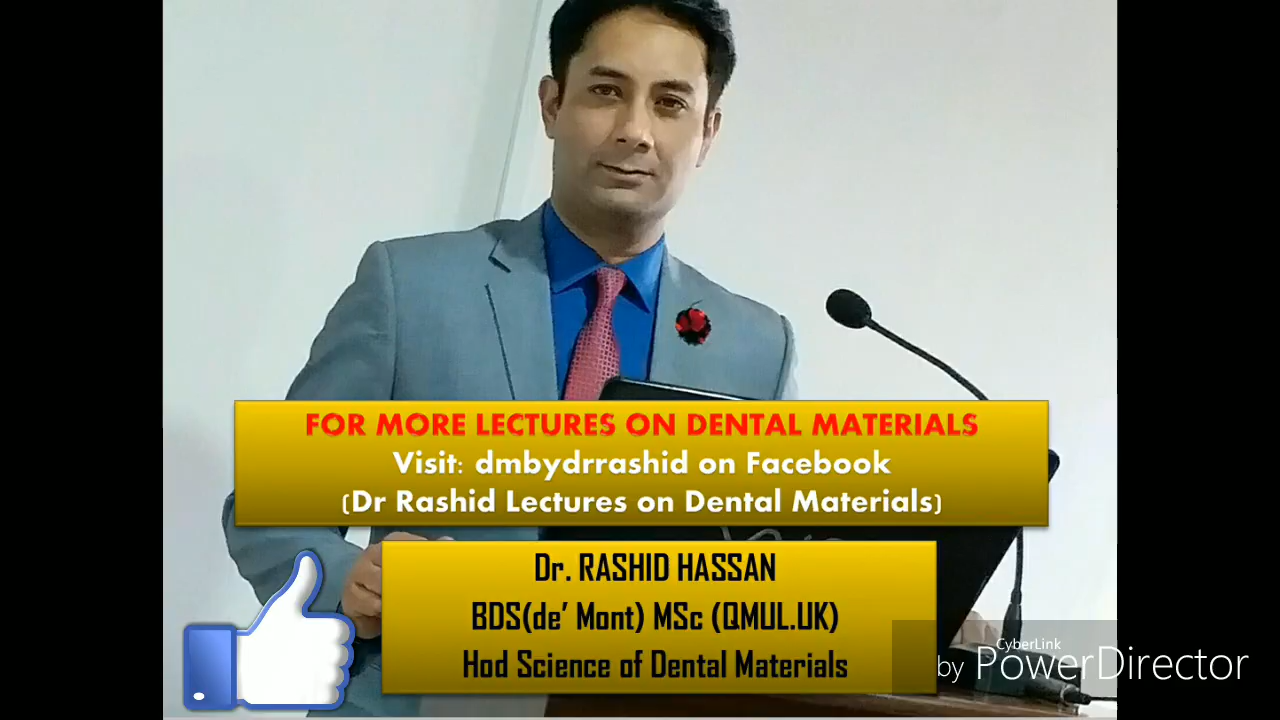 FOR MORE LECTURES ON DENTAL MATERIALS
Visit: dmbydrrashid on Facebook
(Dr Rashid Lectures on Dental Materials)
Dr. RASHID HASSAN
BDS(de’ Mont) MSc (QMUL.UK)
Hod Science of Dental Materials
CyberLink
by PowerDirector